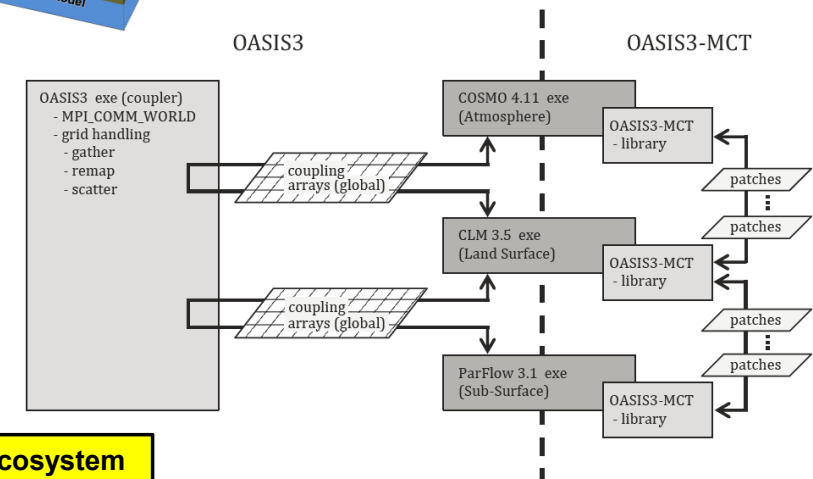 OASIS3
OASIS3-MCT
OASIS3 exe (coupler)
- MPI_COMM_WORLD
- grid handling
- gather
- remap
- scatter
coupling
arrays (global)
coupling
arrays (global)
COSMO 4.11 exe
(Atmosphere)
OASIS3-MCT
- library
patches
patches
CLM 3.5 exe
(Land Surface)
OASIS3-MCT
- library
patches
patches
ParFlow 3.1 exe
(Sub-Surface)
OASIS3-MCT
- library
cosystem